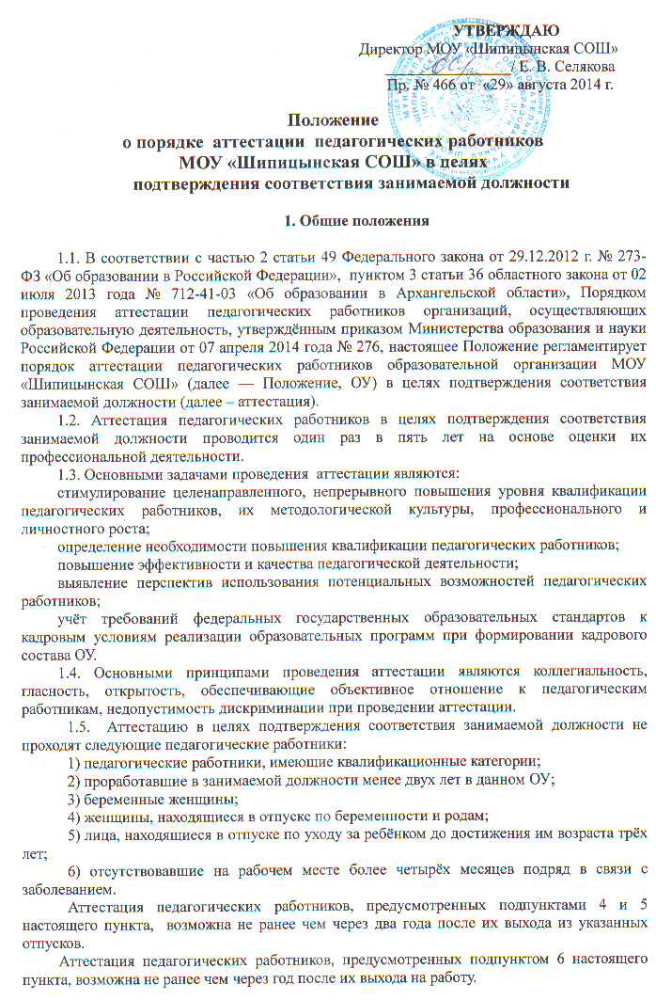 УТВЕРЖДАЮ
Директор МОУ «Шипицынская СОШ»
/ Е. В. Селякова
Пр. № 466 от «29» августа 2014 г.
Положение
о порядке аттестации педагогических работников
МОУ «Шипицынская СОШ» в целях
подтверждения соответствия занимаемой должности
1. Общие положения
1.1. В соответствии с частью 2 статьи 49 Федерального закона от 29.12.2012 г. № 273-
ФЗ «Об образовании в Российской Федерации», пунктом 3 статьи 36 областного закона от 02
июля 2013 года № 712-41-03 «Об образовании в Архангельской области», Порядком
проведения аттестации педагогических работников организаций, осуществляющих
образовательную деятельность, утверждённым приказом Министерства образования и науки
Российской Федерации от 07 апреля 2014 года № 276, настоящее Положение регламентирует
порядок аттестации педагогических работников образовательной организации МОУ
«Шипицынская СОШ» (далее — Положение, ОУ) в целях подтверждения соответствия
занимаемой должности (далее – аттестация).
1.2. Аттестация педагогических работников в целях подтверждения соответствия
занимаемой должности проводится один раз в пять лет на основе оценки их
профессиональной деятельности.
1.3. Основными задачами проведения аттестации являются:
стимулирование целенаправленного, непрерывного повышения уровня квалификации
педагогических работников, их методологической культуры, профессионального и
личностного роста;
определение необходимости повышения квалификации педагогических работников;
повышение эффективности и качества педагогической деятельности;
выявление перспектив использования потенциальных возможностей педагогических
работников;
учёт требований федеральных государственных образовательных стандартов к
кадровым условиям реализации образовательных программ при формировании кадрового
состава ОУ.
1.4. Основными принципами проведения аттестации являются коллегиальность,
гласность, открытость, обеспечивающие объективное отношение к педагогическим
работникам, недопустимость дискриминации при проведении аттестации.
1.5. Аттестацию в целях подтверждения соответствия занимаемой должности не
проходят следующие педагогические работники:
1) педагогические работники, имеющие квалификационные категории;
2) проработавшие в занимаемой должности менее двух лет в данном ОУ;
3) беременные женщины;
4) женщины, находящиеся в отпуске по беременности и родам;
5) лица, находящиеся в отпуске по уходу за ребёнком до достижения им возраста трёх
лет;
6) отсутствовавшие на рабочем месте более четырёх месяцев подряд в связи с
заболеванием.
Аттестация педагогических работников, предусмотренных подпунктами 4 и 5
настоящего пункта, возможна не ранее чем через два года после их выхода из указанных
отпусков.
Аттестация педагогических работников, предусмотренных подпунктом 6 настоящего
пункта, возможна не ранее чем через год после их выхода на работу.